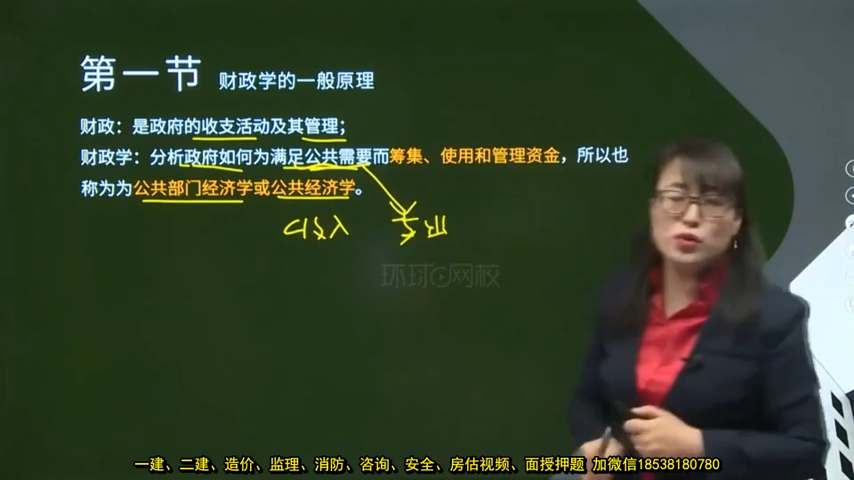 第一节 财政学的一般原理
财政：是政府的收支活动及其管理；
财政学：分析政府如何为满足公共需要而筹集、使用和管理资金，所以也
称为为公共部门经济学或公共经济学。
收入 支出
环球网校
一建、二建、造价、监理、消防、咨询、安全、房估视频、面授押题 加微信18538180780